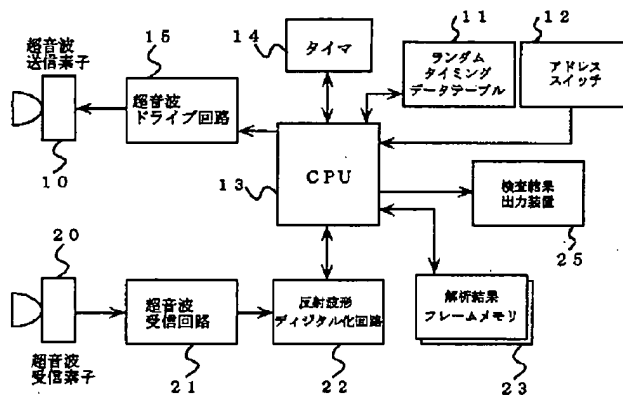 超音波
送信素子
10
15
超音波
ドライブ回路
14
タイマ
11
ランダム
タイミング
データテーブル
12
アドレス
スイッチ
13
CPU
検査結果
出力装置
25
20
超音波
受信素子
超音波
受信回路
21
反射波形
ディジタル化回路
22
解析結果
フレームメモリ
23